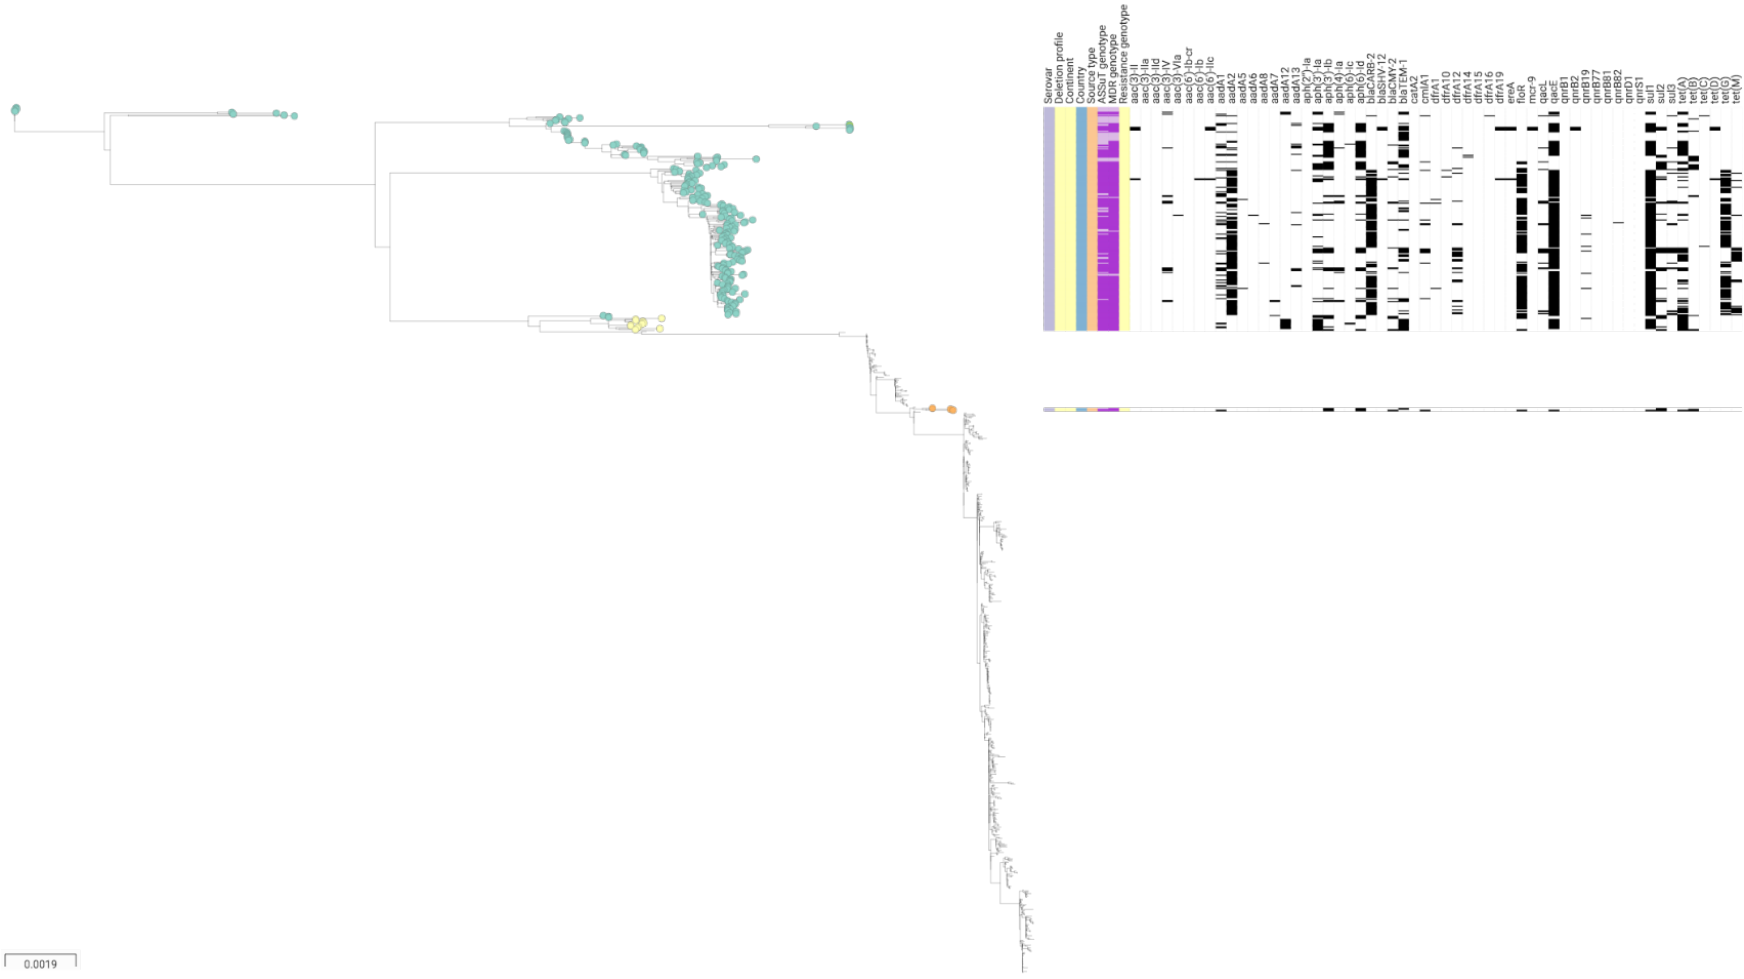 Serovar
Deletion profile
Continent
Country
Source type
ASSuT genotype
MDR genotype
Resistance genotype
aac(3)-II
aac(3)-IIa
aac(3)-IId
aac(3)-IV
aac(3)-VIa
aac(6')-Ib-cr
aac(6')-Ib
aac(6')-IIc
aadA1
aadA2
aadA5
aadA6
aadA8
aadA7
aadA12
aadA13
aph(2'')-Ia
aph(3')-Ia
aph(3')-Ib
aph(4)-Ia
aph(6)-Ic
aph(6)-Id
blaCARB-2
blaSHV-12
blaCMY-2
blaTEM-1
catA2
cmlA1
dfrA1
dfrA10
dfrA12
dfrA14
dfrA15
dfrA16
dfrA19
ereA
floR
mcr-9
qacL
qacE
qnrB1
qnrB2
qnrB19
qnrB77
qnrB81
qnrB82
qnrD1
qnrS1
sul1
sul2
sul3
tet(A)
tet(B)
tet(C)
tet(D)
tet(G)
tet(M)
0.0019